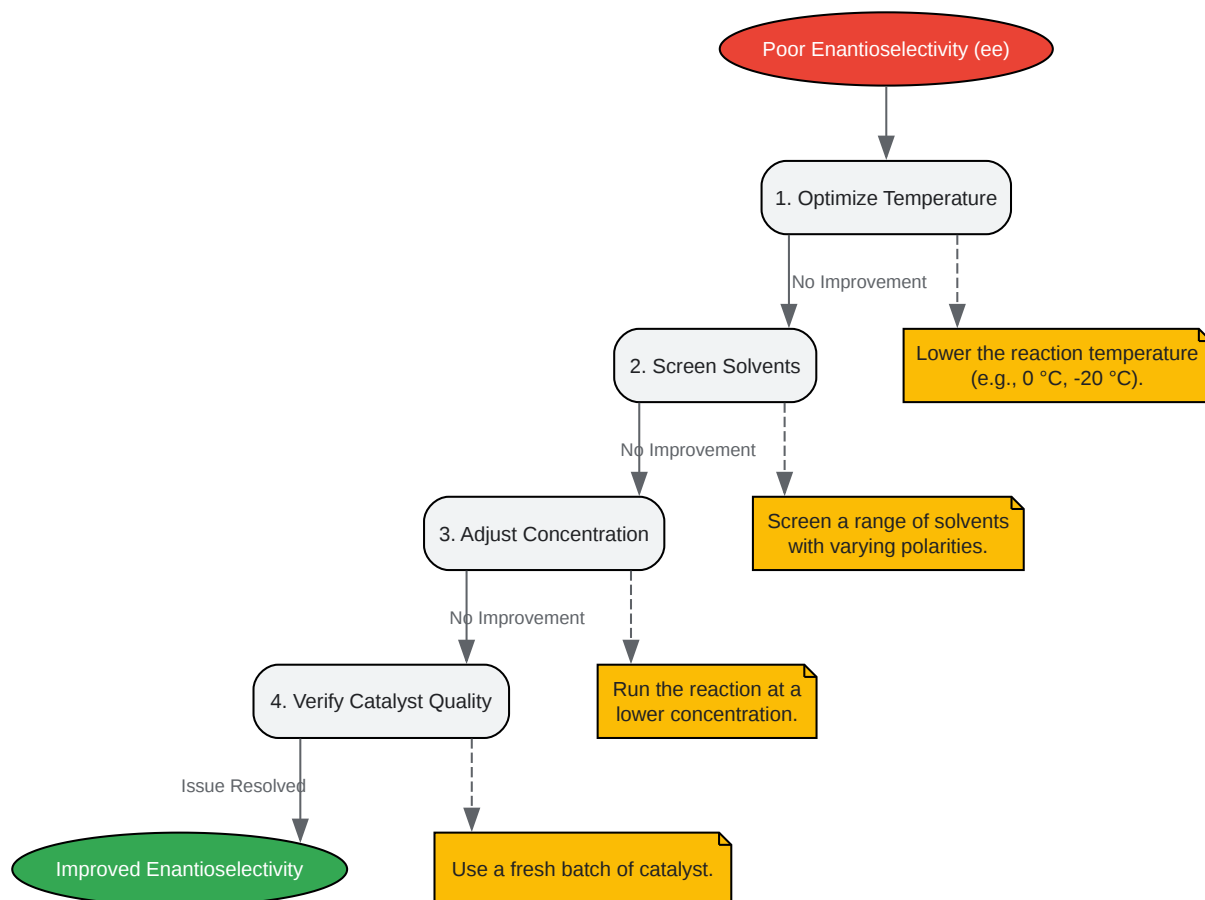 Poor Enantioselectivity (ee)
1. Optimize Temperature
No Improvement
Lower the reaction temperature
(e.g., 0 °C, -20 °C).
2. Screen Solvents
No Improvement
Screen a range of solvents
with varying polarities.
3. Adjust Concentration
No Improvement
Run the reaction at a
lower concentration.
4. Verify Catalyst Quality
Issue Resolved
Improved Enantioselectivity
Use a fresh batch of catalyst.